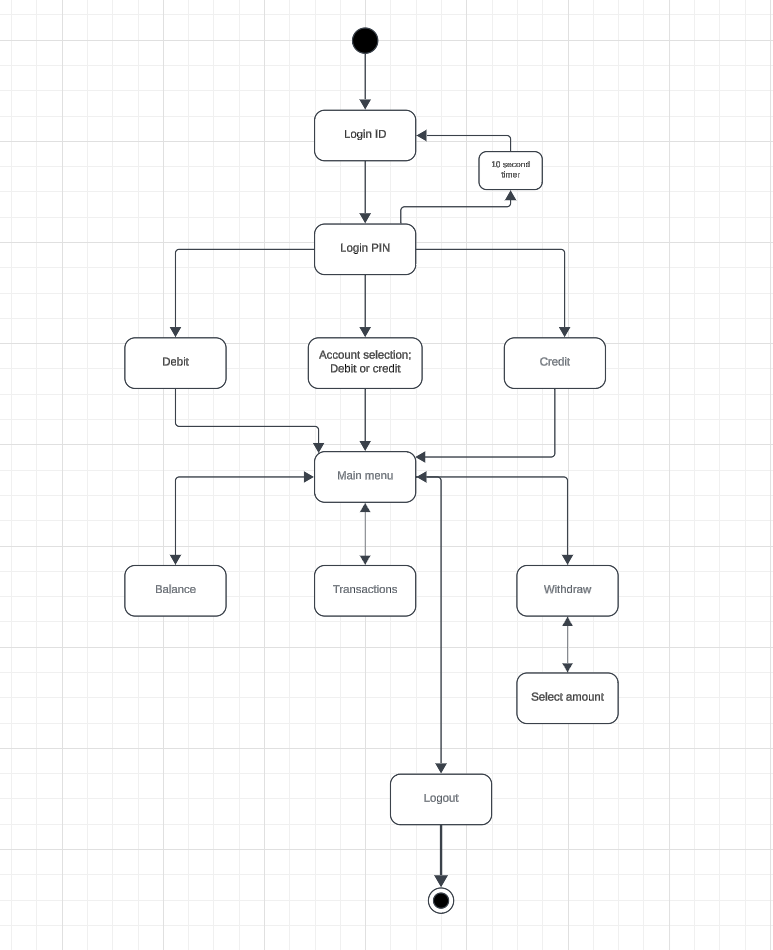 Login ID
10 second
timer
Login PIN
Debit
Account selection;
Debit or credit
Credit
Main menu
Balance
Transactions
Withdraw
Select amount
Logout